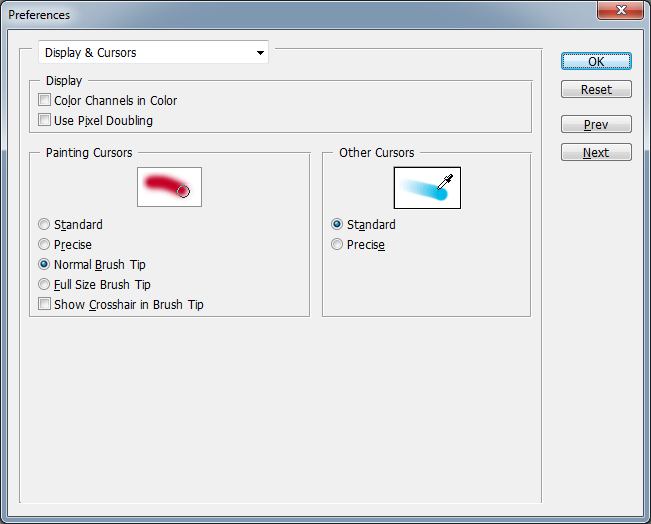 Preferences
Display & Cursors
OK
Display
Color Channels in Color
Reset
Use Pixel Doubling
Prev
Painting Cursors
Other Cursors
Next
Standard
Standard
Precise
Precise
Normal Brush Tip
Full Size Brush Tip
Show Crosshair in Brush Tip